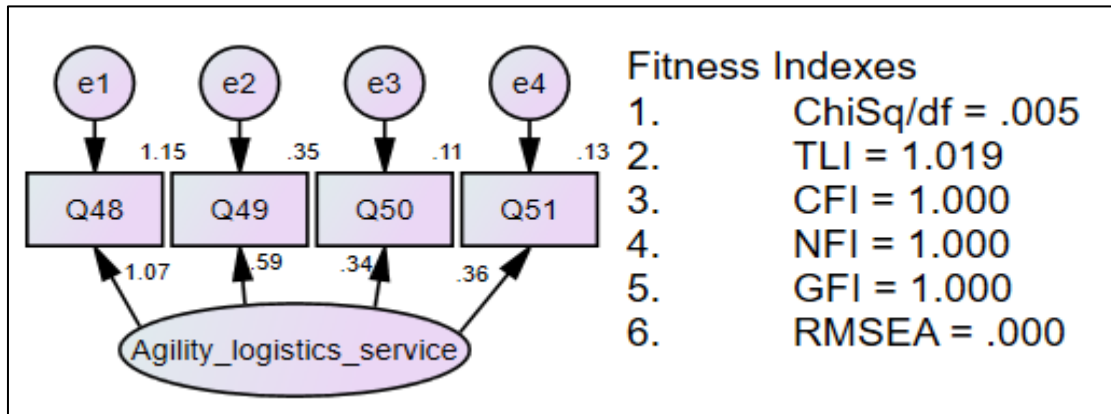 e1 e2 e3 e4
1.15 .35 .11 .13
Q48 Q49 Q50 Q51
1.07 .59 .34 .36
Agility_logistics_service
Fitness Indexes
1. ChiSq/df = .005
2. TLI = 1.019
3. CFI = 1.000
4. NFI = 1.000
5. GFI = 1.000
6. RMSEA = .000